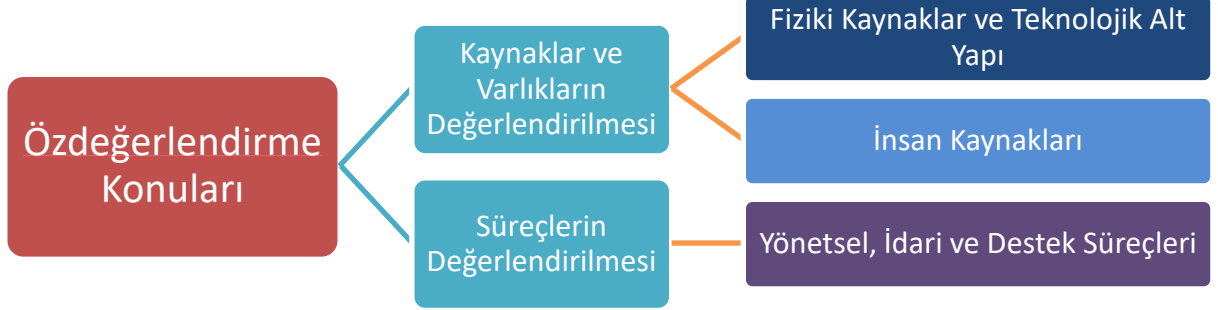 Özdeğerlendirme
Konuları
Kaynaklar ve
Varlıkların
Değerlendirilmesi
Fiziki Kaynaklar ve Teknolojik Alt
Yapı
İnsan Kaynakları
Süreçlerin
Değerlendirilmesi
Yönetsel, İdari ve Destek Süreçleri